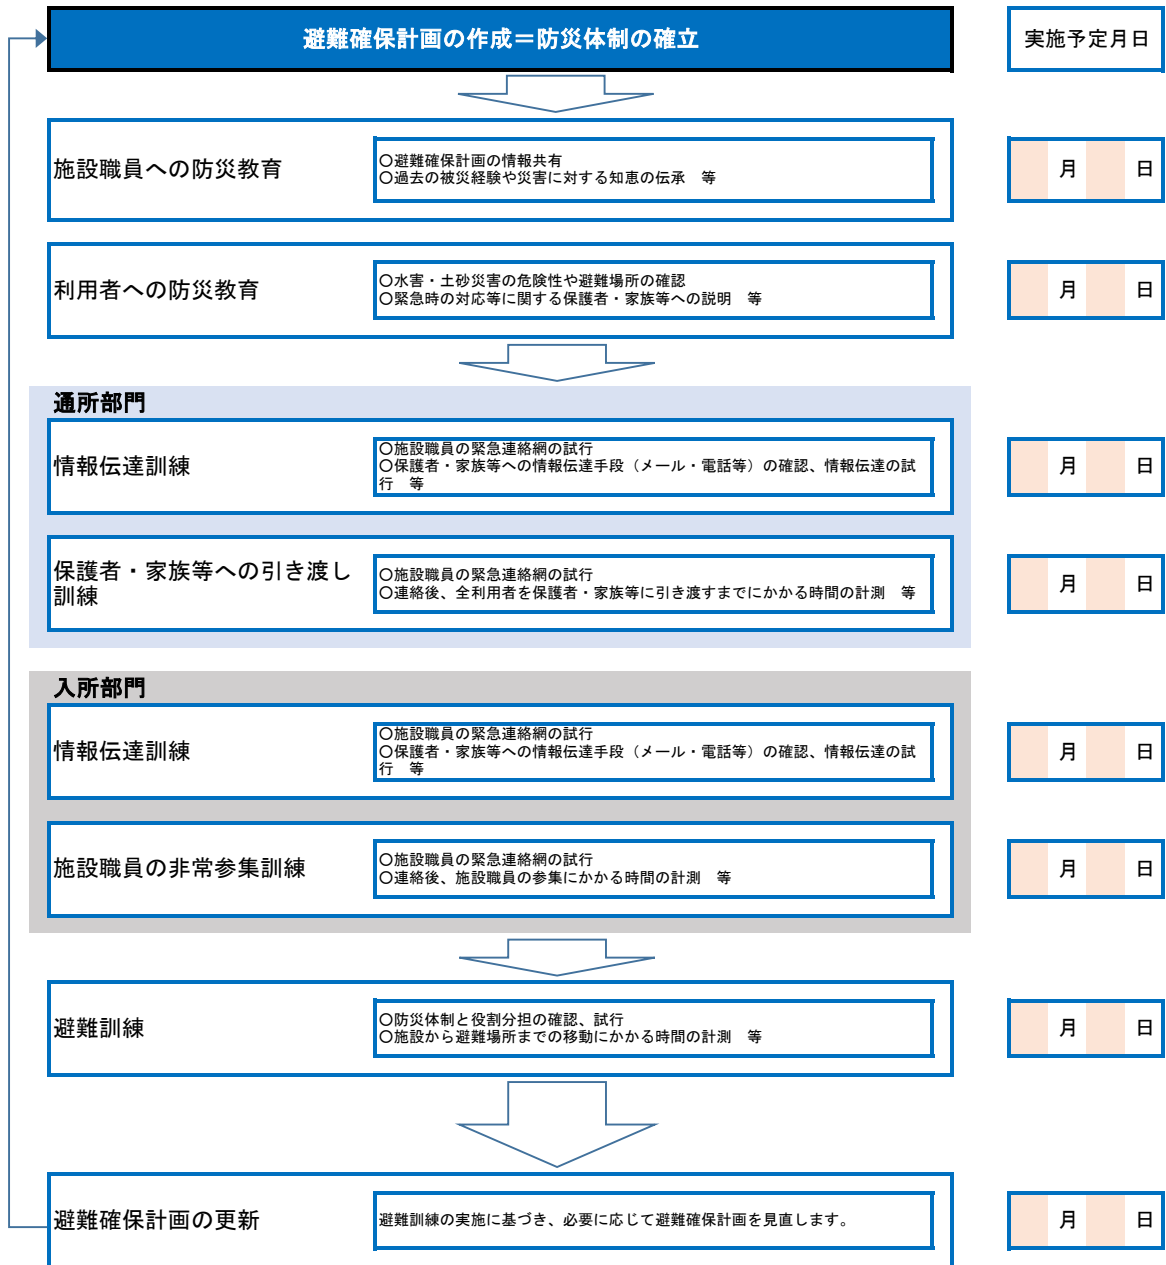 避難確保計画の作成＝防災体制の確立
実施予定月日
施設職員への防災教育
〇避難確保計画の情報共有
〇過去の被災経験や災害に対する知恵の伝承　等
月　日
利用者への防災教育
〇水害・土砂災害の危険性や避難場所の確認
〇緊急時の対応等に関する保護者・家族等への説明　等
月　日
通所部門
情報伝達訓練
〇施設職員の緊急連絡網の試行
〇保護者・家族等への情報伝達手段（メール・電話等）の確認、情報伝達の試
行　等
月　日
保護者・家族等への引き渡し
訓練
〇施設職員の緊急連絡網の試行
〇連絡後、全利用者を保護者・家族等に引き渡すまでにかかる時間の計測　等
月　日
入所部門
情報伝達訓練
〇施設職員の緊急連絡網の試行
〇保護者・家族等への情報伝達手段（メール・電話等）の確認、情報伝達の試
行　等
月　日
施設職員の非常参集訓練
〇施設職員の緊急連絡網の試行
〇連絡後、施設職員の参集にかかる時間の計測　等
月　日
避難訓練
〇防災体制と役割分担の確認、試行
〇施設から避難場所までの移動にかかる時間の計測　等
月　日
避難確保計画の更新
避難訓練の実施に基づき、必要に応じて避難確保計画を見直します。
月　日